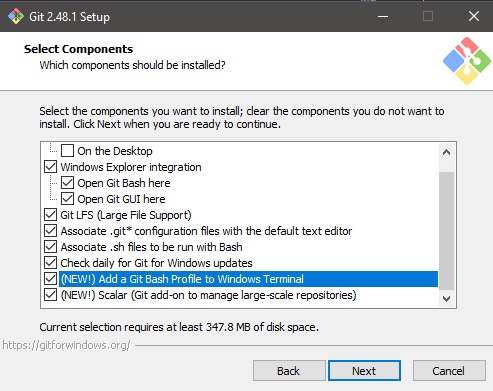 Git 2.48.1 Setup
Select Components
Which components should be installed?
Select the components you want to install; clear the components you do not want to
install. Click Next when you are ready to continue.
On the Desktop
Windows Explorer integration
Open Git Bash here
Open Git GUI here
Git LFS (Large File Support)
Associate .git* configuration files with the default text editor
Associate .sh files to be run with Bash
Check daily for Git for Windows updates
(NEW!) Add a Git Bash Profile to Windows Terminal
(NEW!) Scalar (Git add-on to manage large-scale repositories)
Current selection requires at least 347.8 MB of disk space.
https://gitforwindows.org/
Back Next Cancel